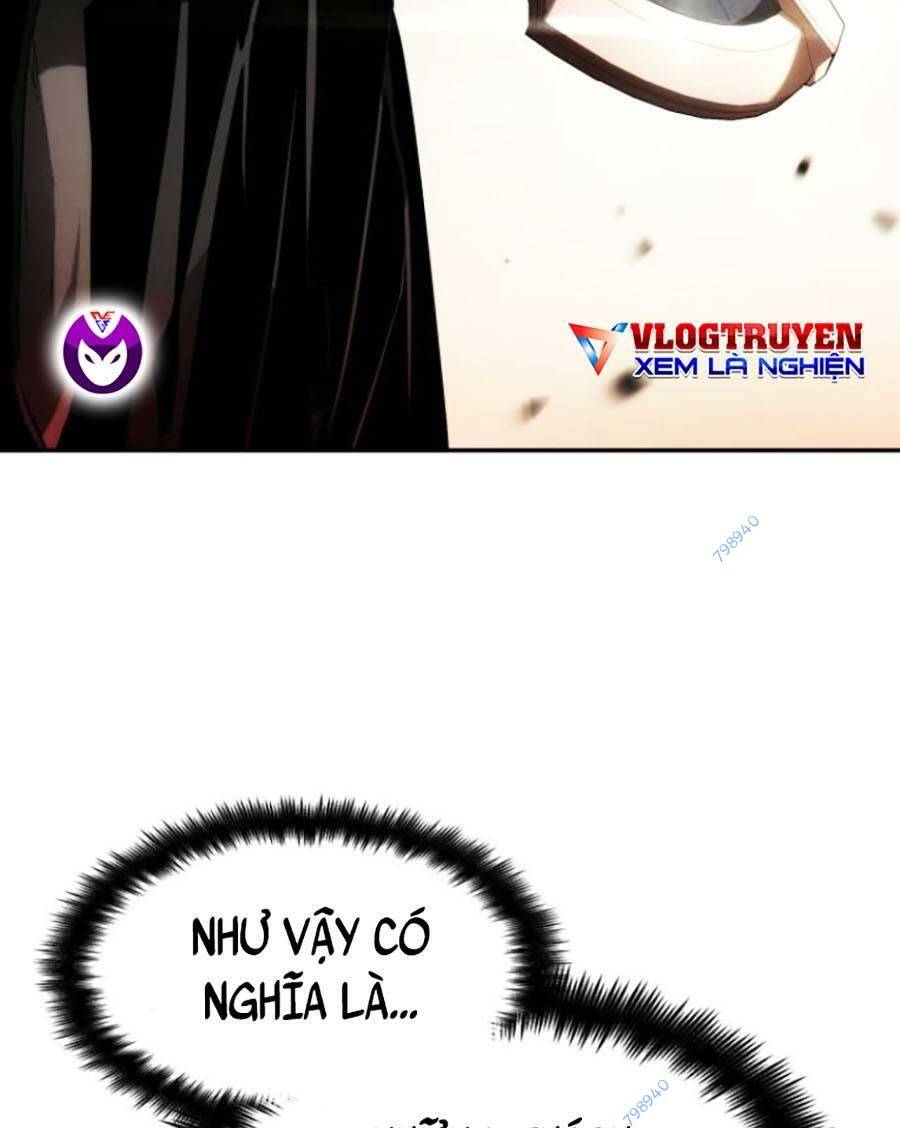 VLOGTRUYEN
XEM LÀ NGHIỆN
798940
NHƯ VẬY CÓ
NGHĨA LÀ...
798940